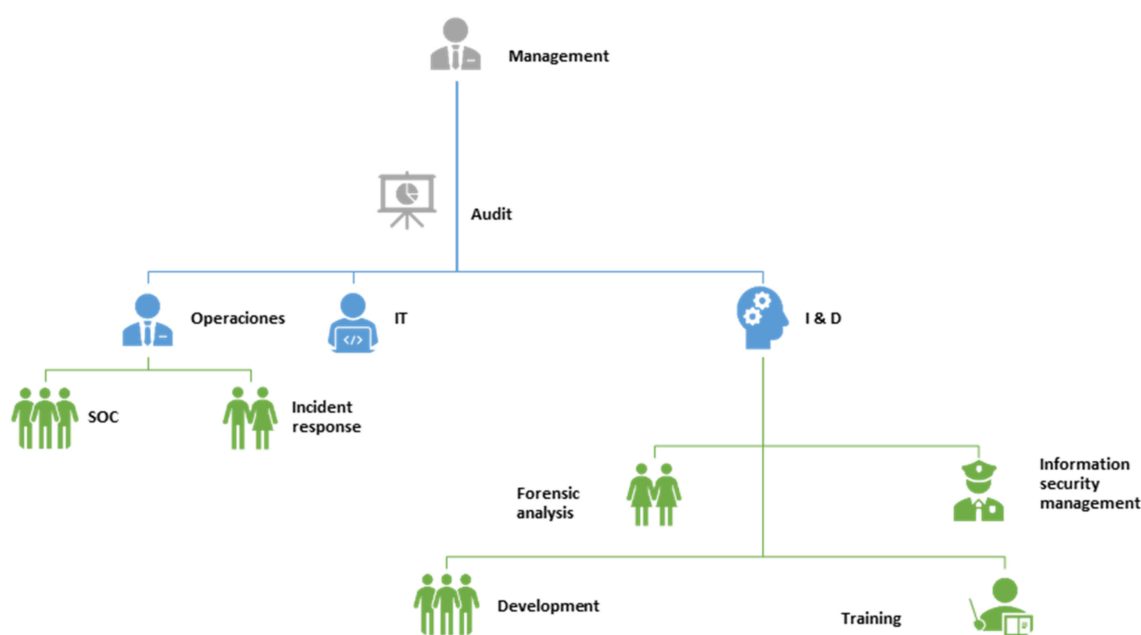 Management
Audit
Operaciones
IT
I & D
SOC
Incident
response
Forensic
analysis
Information
security
management
Development
Training